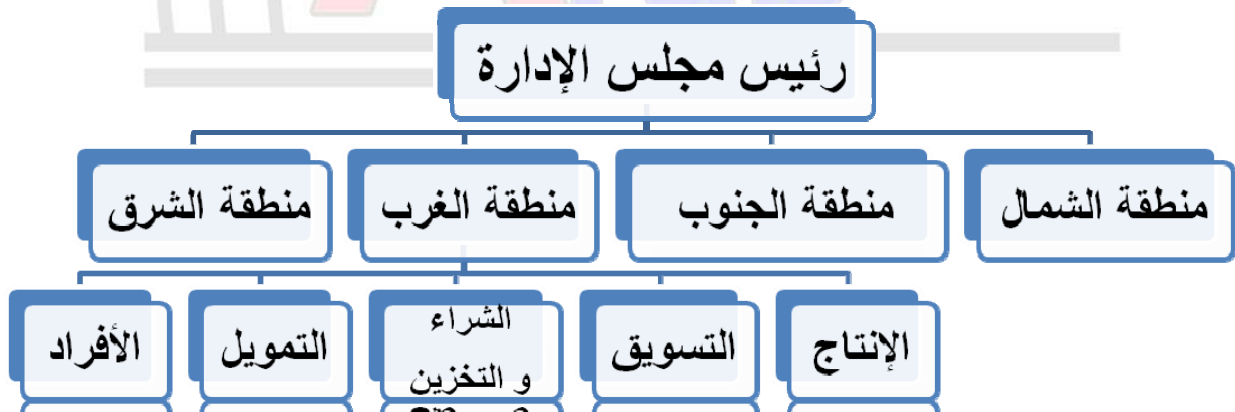 رئيس مجلس الإدارة
منطقة الشمال
منطقة الجنوب
منطقة الغرب
منطقة الشرق
الإنتاج
التسويق
الشراء
و التخزين
التمويل
الأفراد